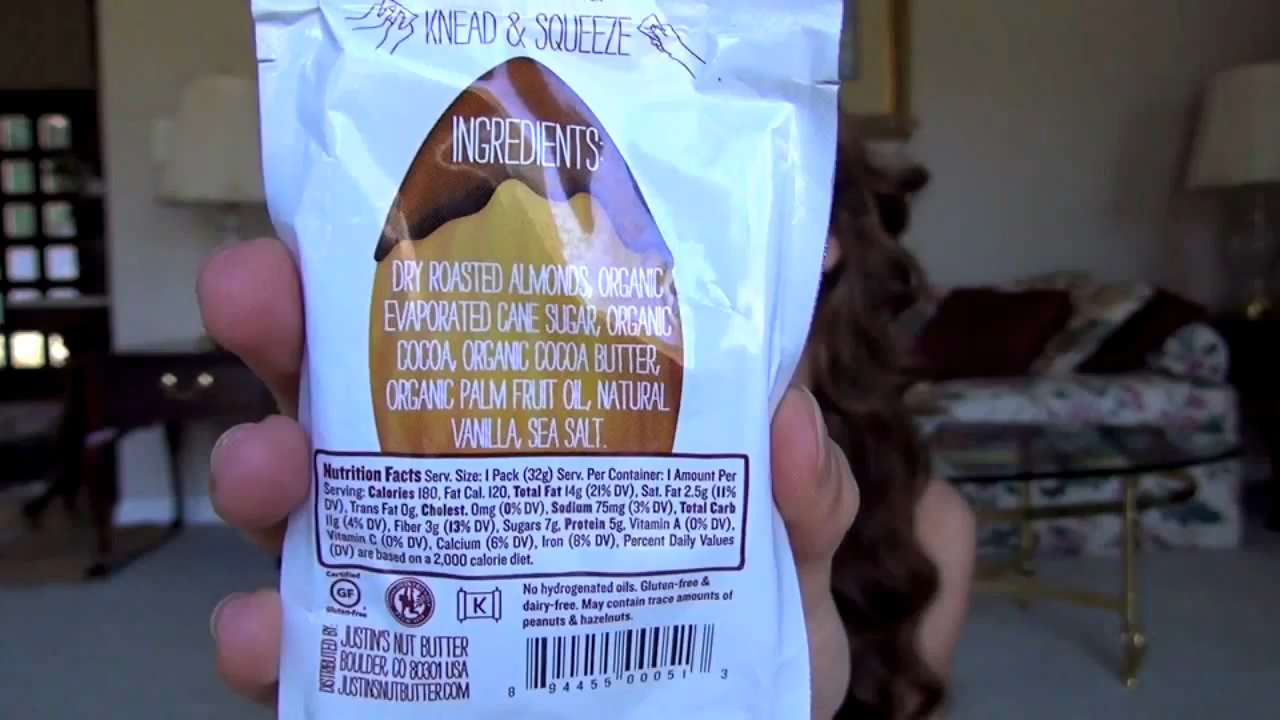 KNEAD & SQUEEZE
INGREDIENTS:
DRY ROASTED ALMONDS, ORGANIC
EVAPORATED CANE SUGAR, ORGANIC
COCOA, ORGANIC COCOA BUTTER,
ORGANIC PALM FRUIT OIL, NATURAL
VANILLA, SEA SALT.
Nutrition Facts Serv. Size: 1 Pack (32g) Serv. Per Container: 1 Amount Per
Serving: Calories 180, Fat Cal. 120, Total Fat 14g (21% DV), Sat. Fat 2.5g (11%
DV), Trans Fat 0g, Cholest. 0mg (0% DV), Sodium 75mg (3% DV), Total Carb
11g (4% DV), Fiber 3g (13% DV), Sugars 7g, Protein 5g, Vitamin A (0% DV),
Vitamin C (0% DV), Calcium (6% DV), Iron (8% DV), Percent Daily Values
(DV) are based on a 2,000 calorie diet.
Certified
GF
Gluten-free
K
No hydrogenated oils. Gluten-free &
dairy-free. May contain trace amounts of
peanuts & hazelnuts.
DISTRIBUTED BY:
JUSTIN'S NUT BUTTER
BOULDER, CO 80301 USA
JUSTINSNUTBUTTER.COM
8 94455 00051 3